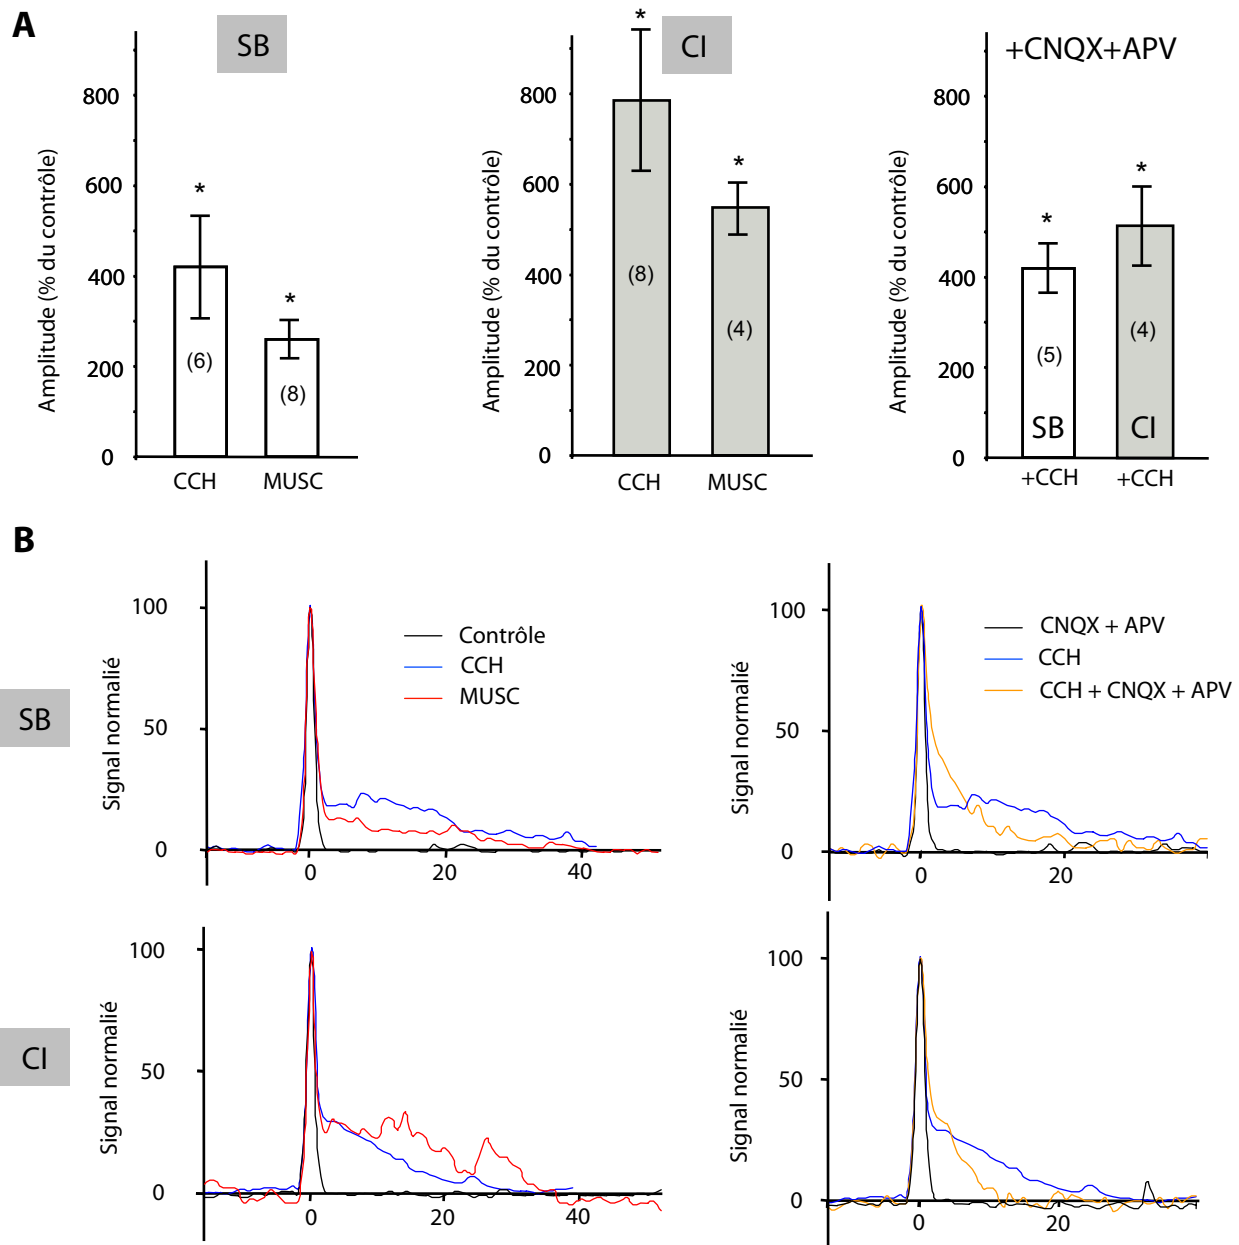 A
SB
CI
+CNQX+APV
Amplitude (% du contrôle)
800
600
400
200
0
*
*
(6)
(8)
CCH MUSC
Amplitude (% du contrôle)
800
600
400
200
0
*
*
(8)
(4)
CCH MUSC
Amplitude (% du contrôle)
800
600
400
200
0
*
*
(5)
(4)
SB CI
+CCH +CCH
B
SB
Signal normalié
100
50
0
0 20 40
Contrôle
CCH
MUSC
Signal normalié
100
50
0
0 20
CNQX + APV
CCH
CCH + CNQX + APV
CI
Signal normalié
100
50
0
0 20 40
Signal normalié
100
50
0
0 20